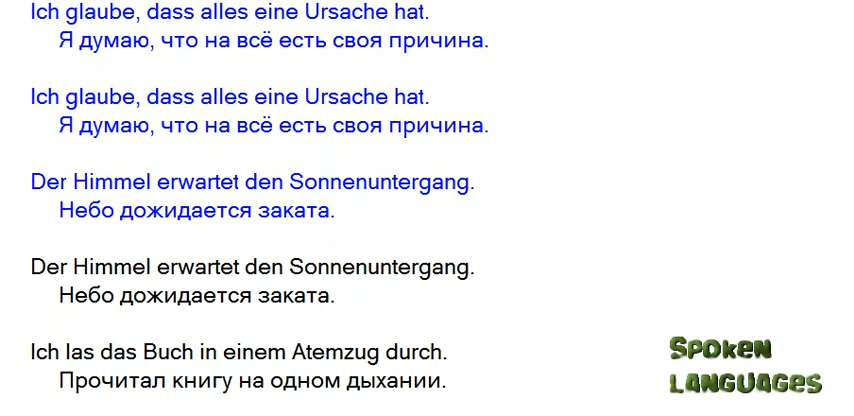 Ich glaube, dass alles eine Ursache hat.
Я думаю, что на всё есть своя причина.
Ich glaube, dass alles eine Ursache hat.
Я думаю, что на всё есть своя причина.
Der Himmel erwartet den Sonnenuntergang.
Небо дожидается заката.
Der Himmel erwartet den Sonnenuntergang.
Небо дожидается заката.
Ich las das Buch in einem Atemzug durch.
Прочитал книгу на одном дыхании.
Spoken
Languages